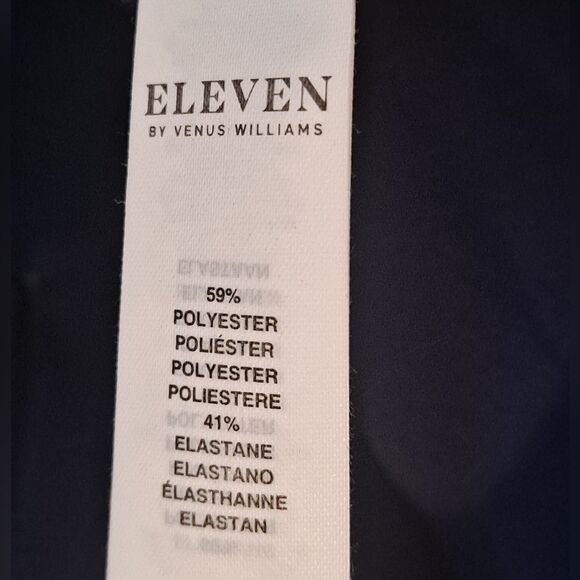 ELEVEN
BY VENUS WILLIAMS
59%
POLYESTER
POLIÉSTER
POLYESTER
POLIESTERE
41%
ELASTANE
ELASTANO
ÉLASTHANNE
ELASTAN